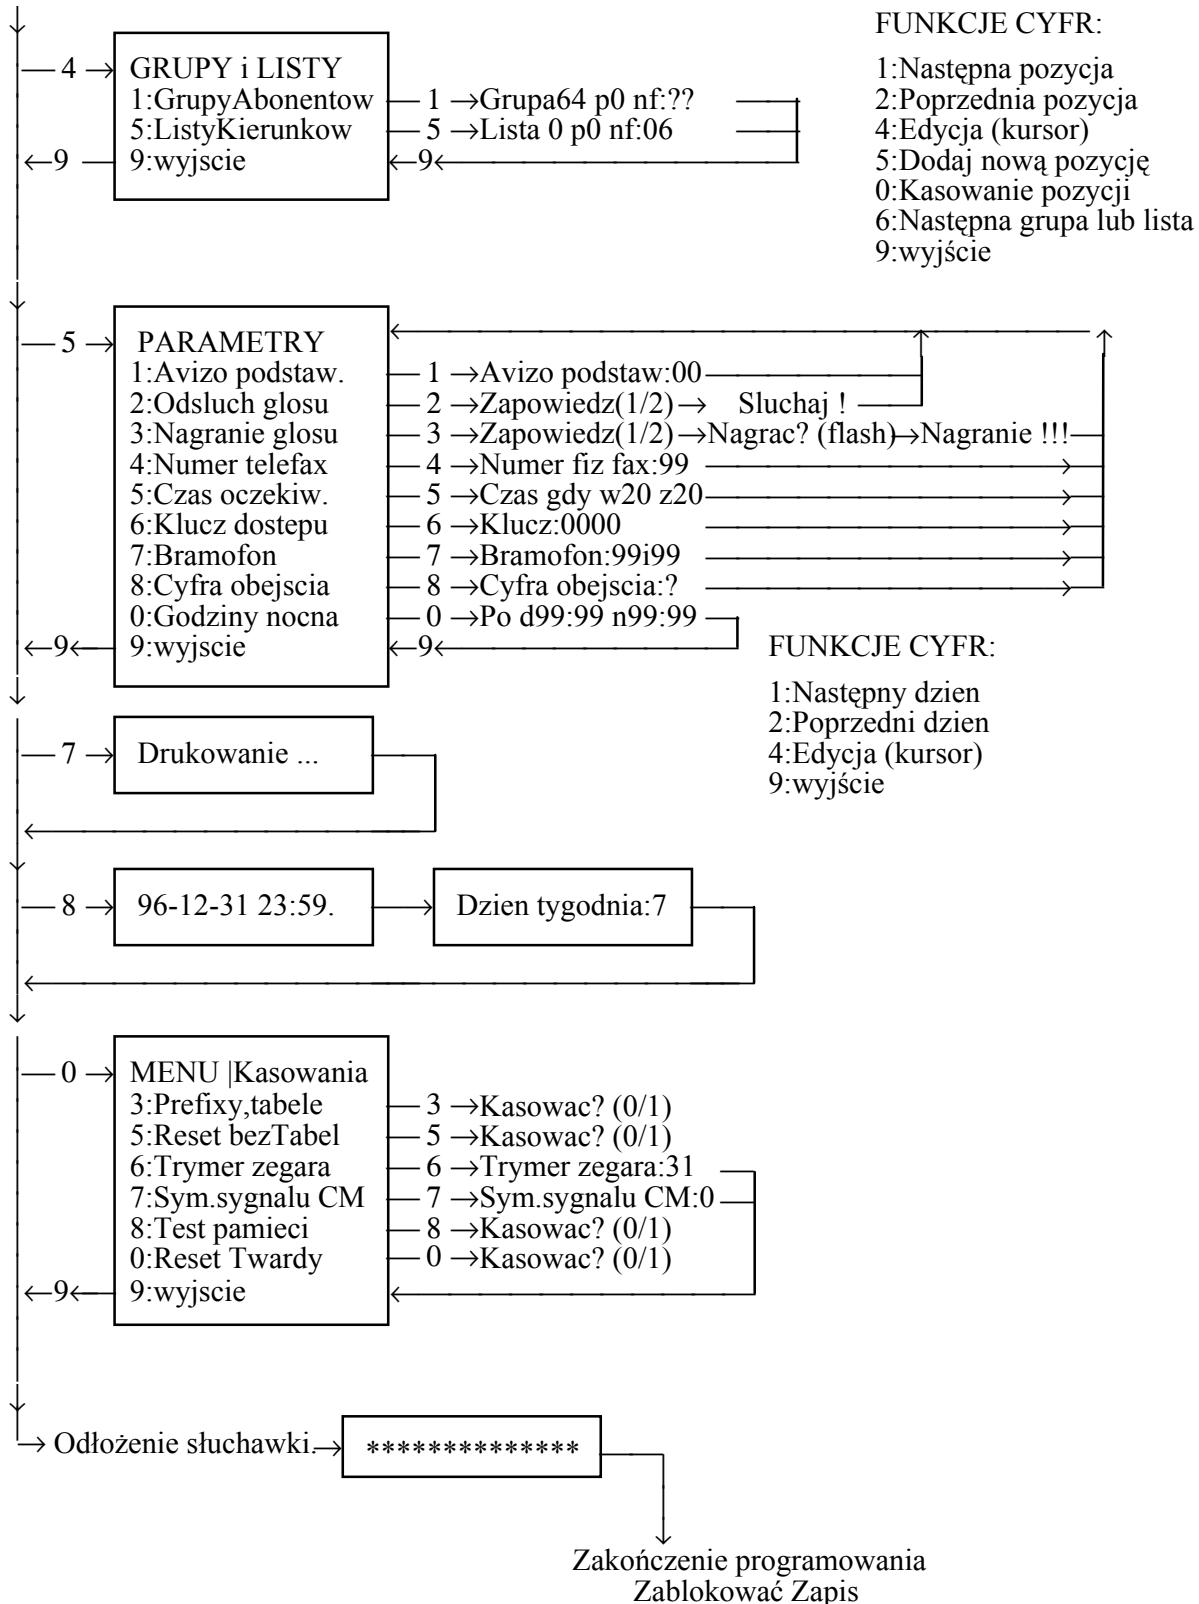 FUNKCJE CYFR:
1:Następna pozycja
2:Poprzednia pozycja
4:Edycja (kursor)
5:Dodaj nową pozycję
0:Kasowanie pozycji
6:Następna grupa lub lista
9:wyjście
4 GRUPY i LISTY
1:GrupyAbonentow 1 Grupa64 p0 nf:??
5:ListyKierunkow 5 Lista 0 p0 nf:06
9 9:wyjscie 9
5 PARAMETRY
1:Avizo podstaw. 1 Avizo podstaw:00
2:Odsluch glosu 2 Zapowiedz(1/2) Sluchaj !
3:Nagranie glosu 3 Zapowiedz(1/2) Nagrac? (flash) Nagranie !!!
4:Numer telefax 4 Numer fiz fax:99
5:Czas oczekiw. 5 Czas gdy w20 z20
6:Klucz dostepu 6 Klucz:0000
7:Bramofon 7 Bramofon:99i99
8:Cyfra obejscia 8 Cyfra obejscia:?
0:Godziny nocna 0 Po d99:99 n99:99
9 9:wyjscie 9
FUNKCJE CYFR:
1:Następny dzien
2:Poprzedni dzien
4:Edycja (kursor)
9:wyjście
7 Drukowanie ...
8 96-12-31 23:59. Dzien tygodnia:7
0 MENU |Kasowania
3:Prefixy,tabele 3 Kasowac? (0/1)
5:Reset bezTabel 5 Kasowac? (0/1)
6:Trymer zegara 6 Trymer zegara:31
7:Sym.sygnalu CM 7 Sym.sygnalu CM:0
8:Test pamieci 8 Kasowac? (0/1)
0:Reset Twardy 0 Kasowac? (0/1)
9 9:wyjscie
Odłożenie słuchawki. **************
Zakończenie programowania
Zablokować Zapis